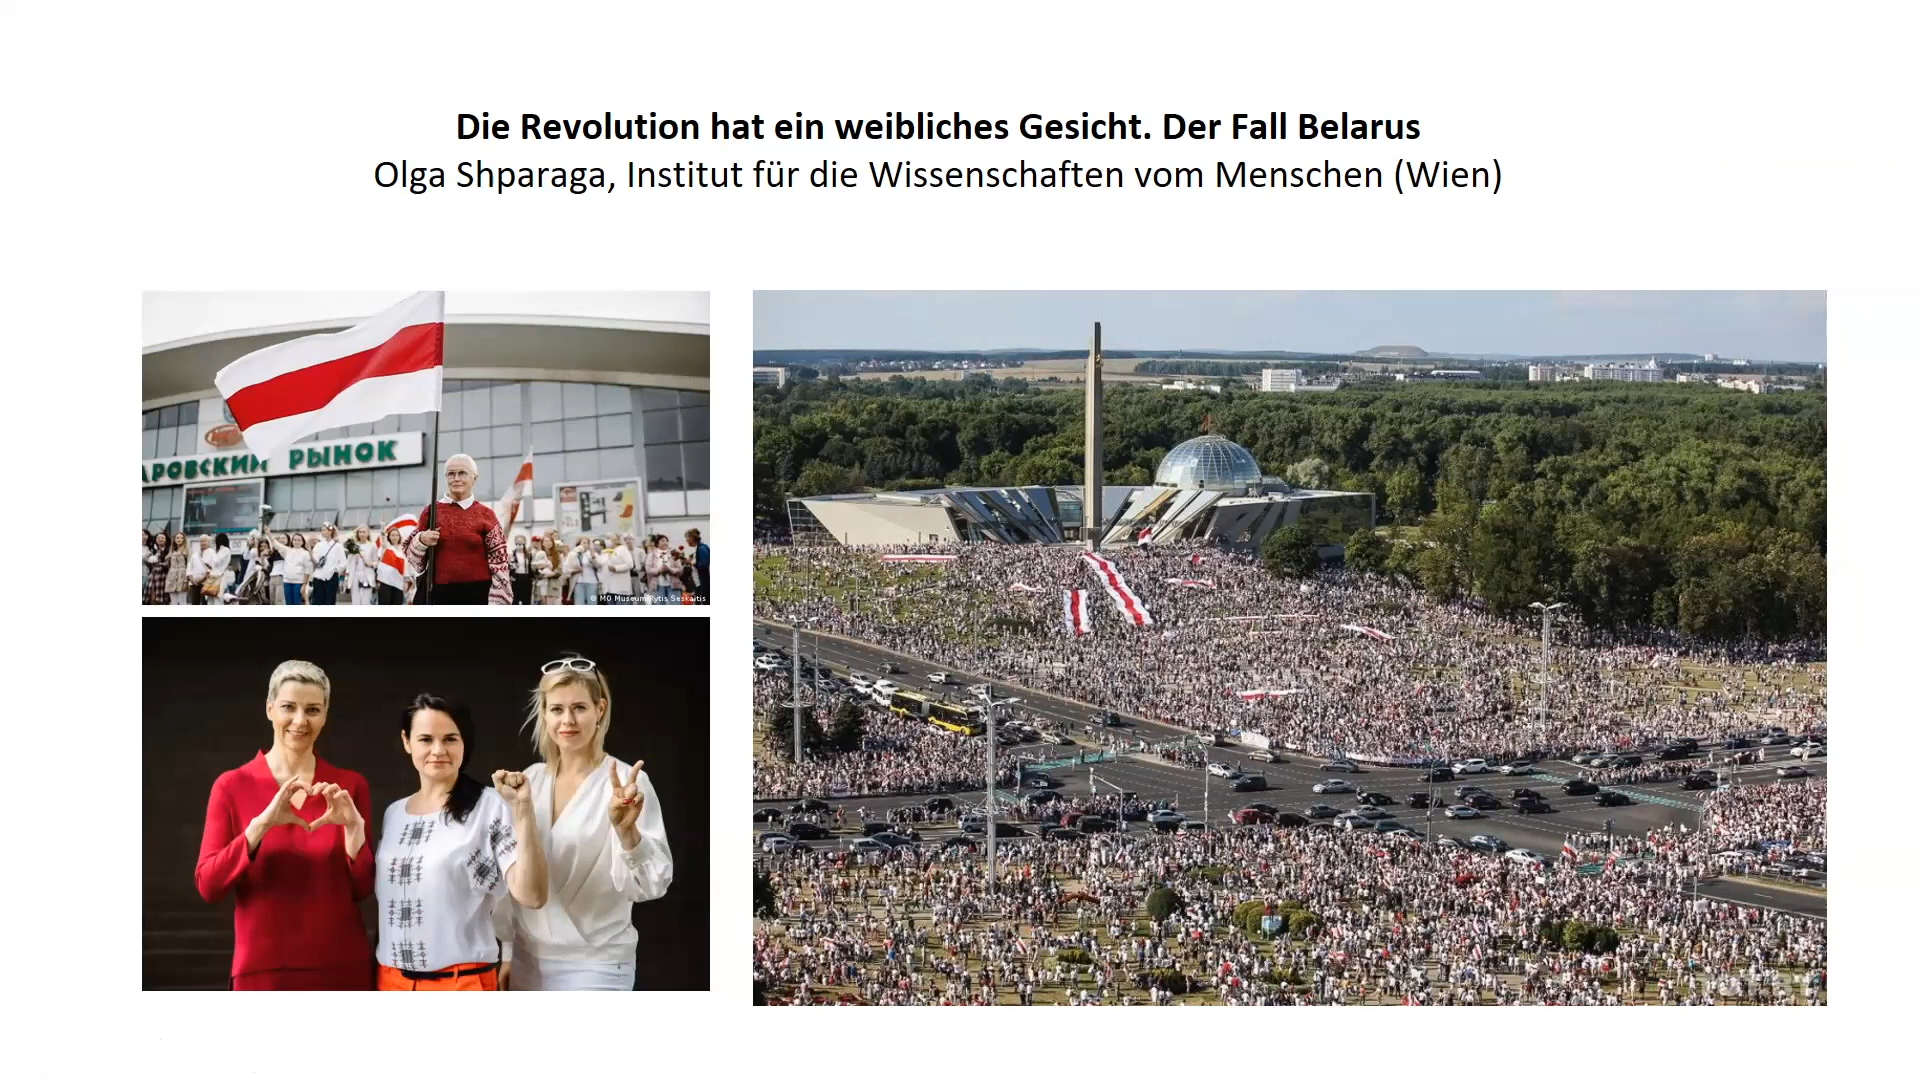 Die Revolution hat ein weibliches Gesicht. Der Fall Belarus
Olga Shparaga, Institut für die Wissenschaften vom Menschen (Wien)
АРОВСКИЙ РЫНОК
© MO Museum/Rytis Seskaitis